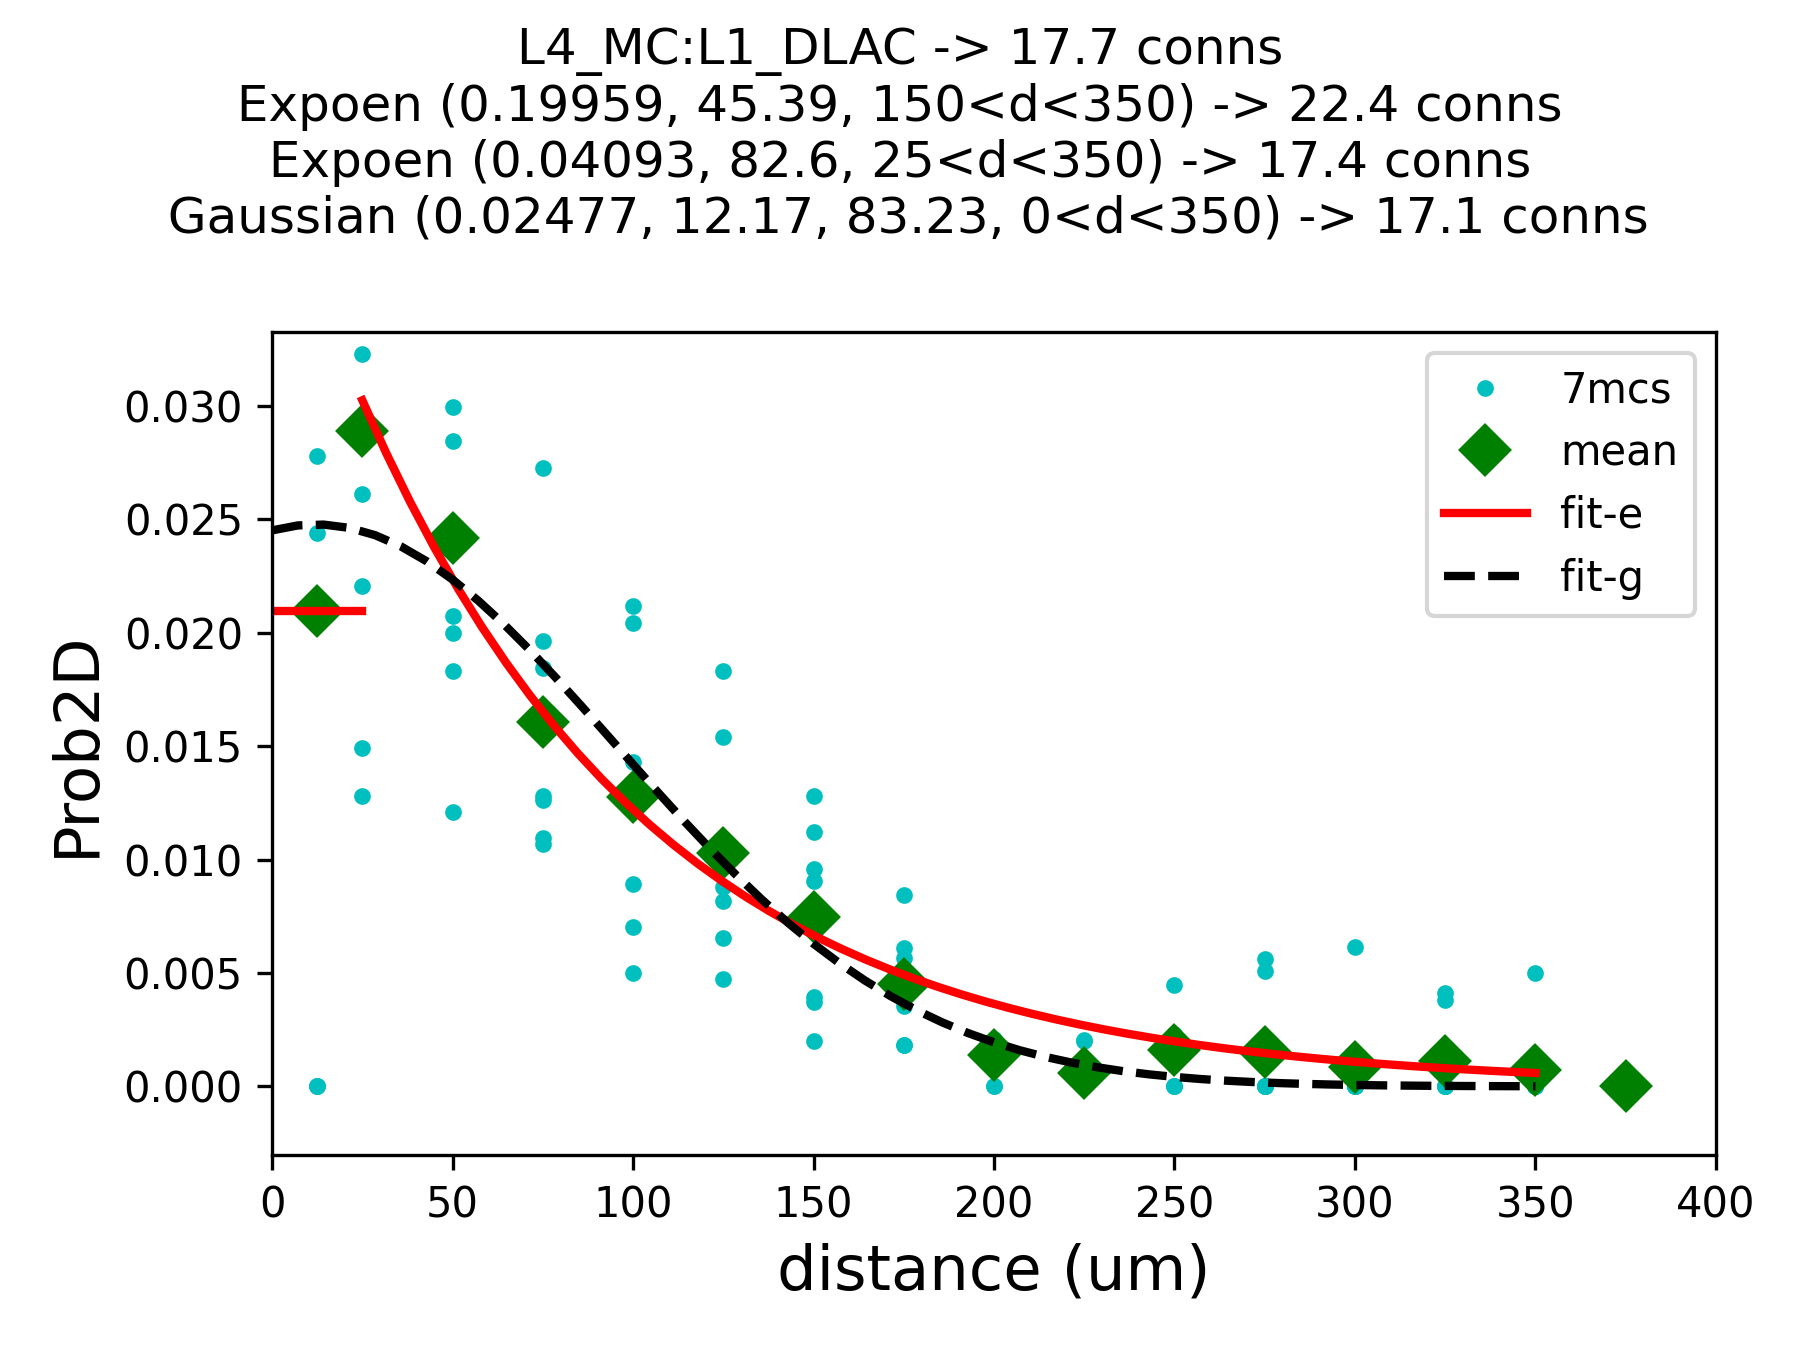 L4_MC:L1_DLAC -> 17.7 conns
Expoen (0.19959, 45.39, 150<d<350) -> 22.4 conns
Expoen (0.04093, 82.6, 25<d<350) -> 17.4 conns
Gaussian (0.02477, 12.17, 83.23, 0<d<350) -> 17.1 conns
7mcs
mean
fit-e
fit-g
0.030
0.025
0.020
0.015
0.010
0.005
0.000
Prob2D
0 50 100 150 200 250 300 350 400
distance (um)